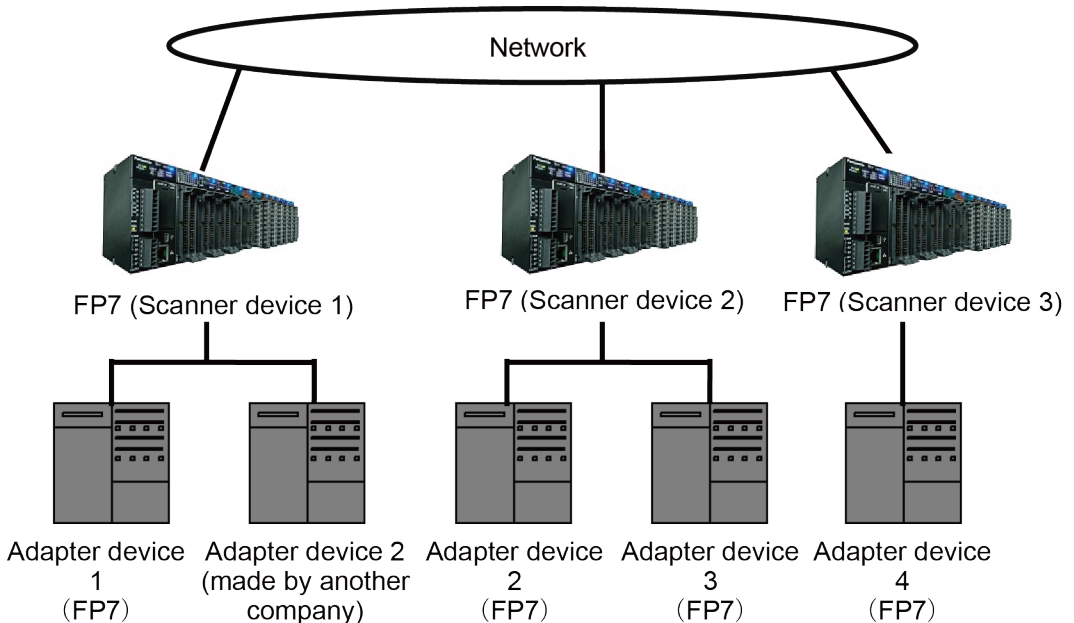 Network
FP7 (Scanner device 1)
FP7 (Scanner device 2)
FP7 (Scanner device 3)
Adapter device
1
（FP7）
Adapter device 2
(made by another
company)
Adapter device
2
（FP7）
Adapter device
3
（FP7）
Adapter device
4
（FP7）